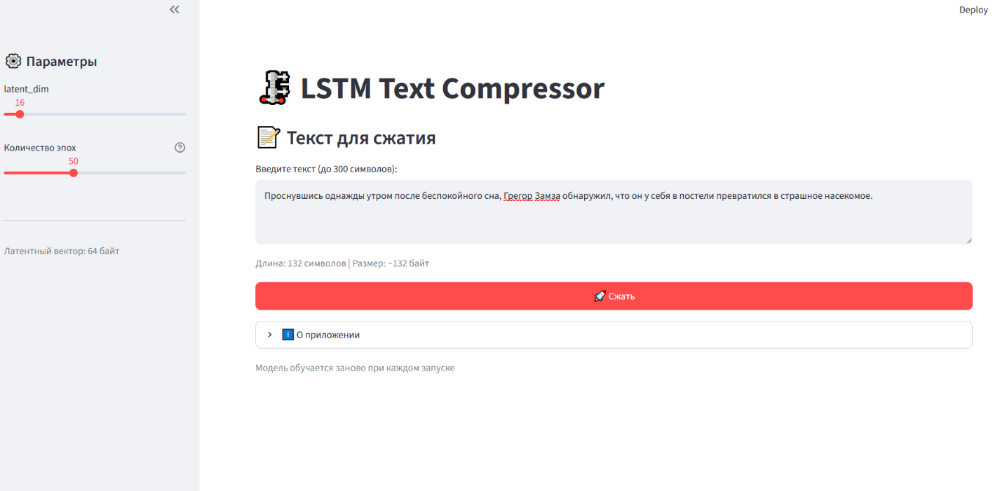 Deploy
Параметры
latent_dim
16
Количество эпох
50
Латентный вектор: 64 байт
LSTM Text Compressor
Текст для сжатия
Введите текст (до 300 символов):
Проснувшись однажды утром после беспокойного сна, Грегор Замза обнаружил, что он у себя в постели превратился в страшное насекомое.
Длина: 132 символов | Размер: ~132 байт
Сжать
О приложении
Модель обучается заново при каждом запуске